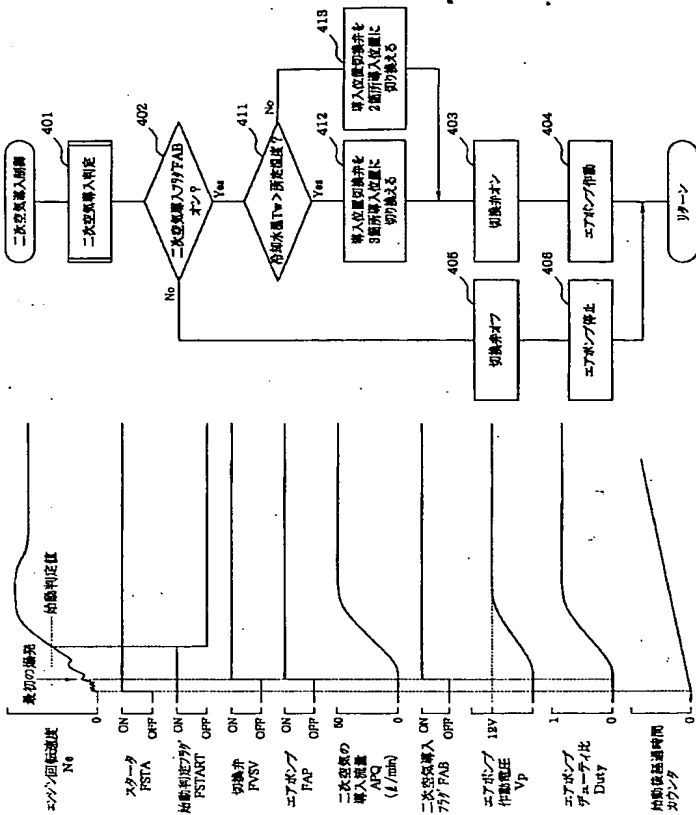 二次空気導入制御
401
二次空気導入判定
402
二次空気導入フラグFAB
オン?
No
Yes
411
冷却水温Tw>所定温度?
No
Yes
412
導入位置切換弁を
3箇所導入位置に
切り換える
413
導入位置切換弁を
2箇所導入位置に
切り換える
403
切換弁オン
404
エアポンプ作動
405
切換弁オフ
406
エアポンプ停止
リターン
最初の爆発
始動判定値
エンジン回転速度
Ne
0
スタータ
FSTA
ON
OFF
始動判定フラグ
FSTART
ON
OFF
切換弁
FVSV
ON
OFF
エアポンプ
FAP
ON
OFF
二次空気の
導入流量
APQ
(ℓ/min)
50
0
二次空気導入
フラグ FAB
ON
OFF
エアポンプ
作動電圧
Vp
12V
エアポンプ
デューティ比
Duty
1
0
始動後経過時間
カウンタ
0